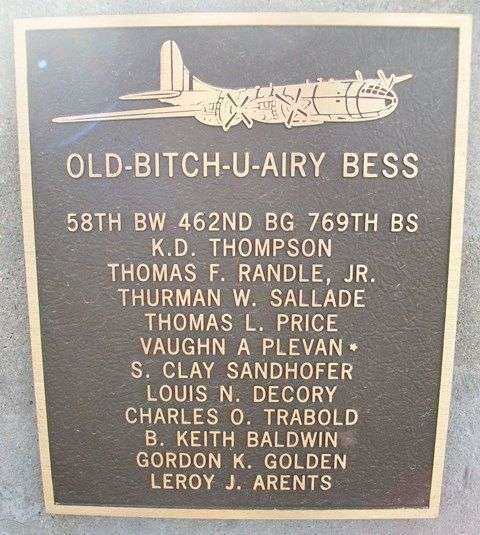 OLD-BITCH-U-AIRY BESS
58TH BW 462ND BG 769TH BS
K.D. THOMPSON
THOMAS F. RANDLE, JR.
THURMAN W. SALLADE
THOMAS L. PRICE
VAUGHN A PLEVAN *
S. CLAY SANDHOFER
LOUIS N. DECORY
CHARLES O. TRABOLD
B. KEITH BALDWIN
GORDON K. GOLDEN
LEROY J. ARENTS